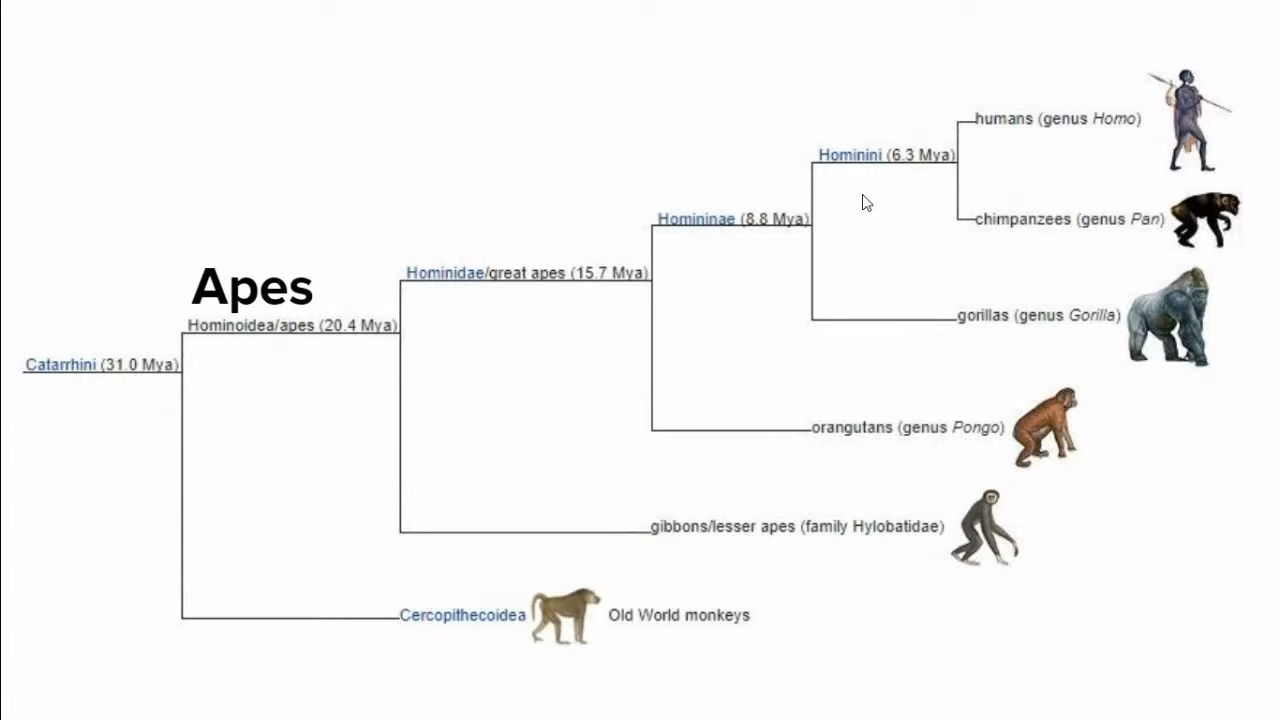 humans (genus Homo)
Hominini (6.3 Mya)
Homininae (8.8 Mya)
chimpanzees (genus Pan)
Apes
Hominidae/great apes (15.7 Mya)
Hominoidea/apes (20.4 Mya)
gorillas (genus Gorilla)
Catarrhini (31.0 Mya)
orangutans (genus Pongo)
gibbons/lesser apes (family Hylobatidae)
Cercopithecoidea Old World monkeys